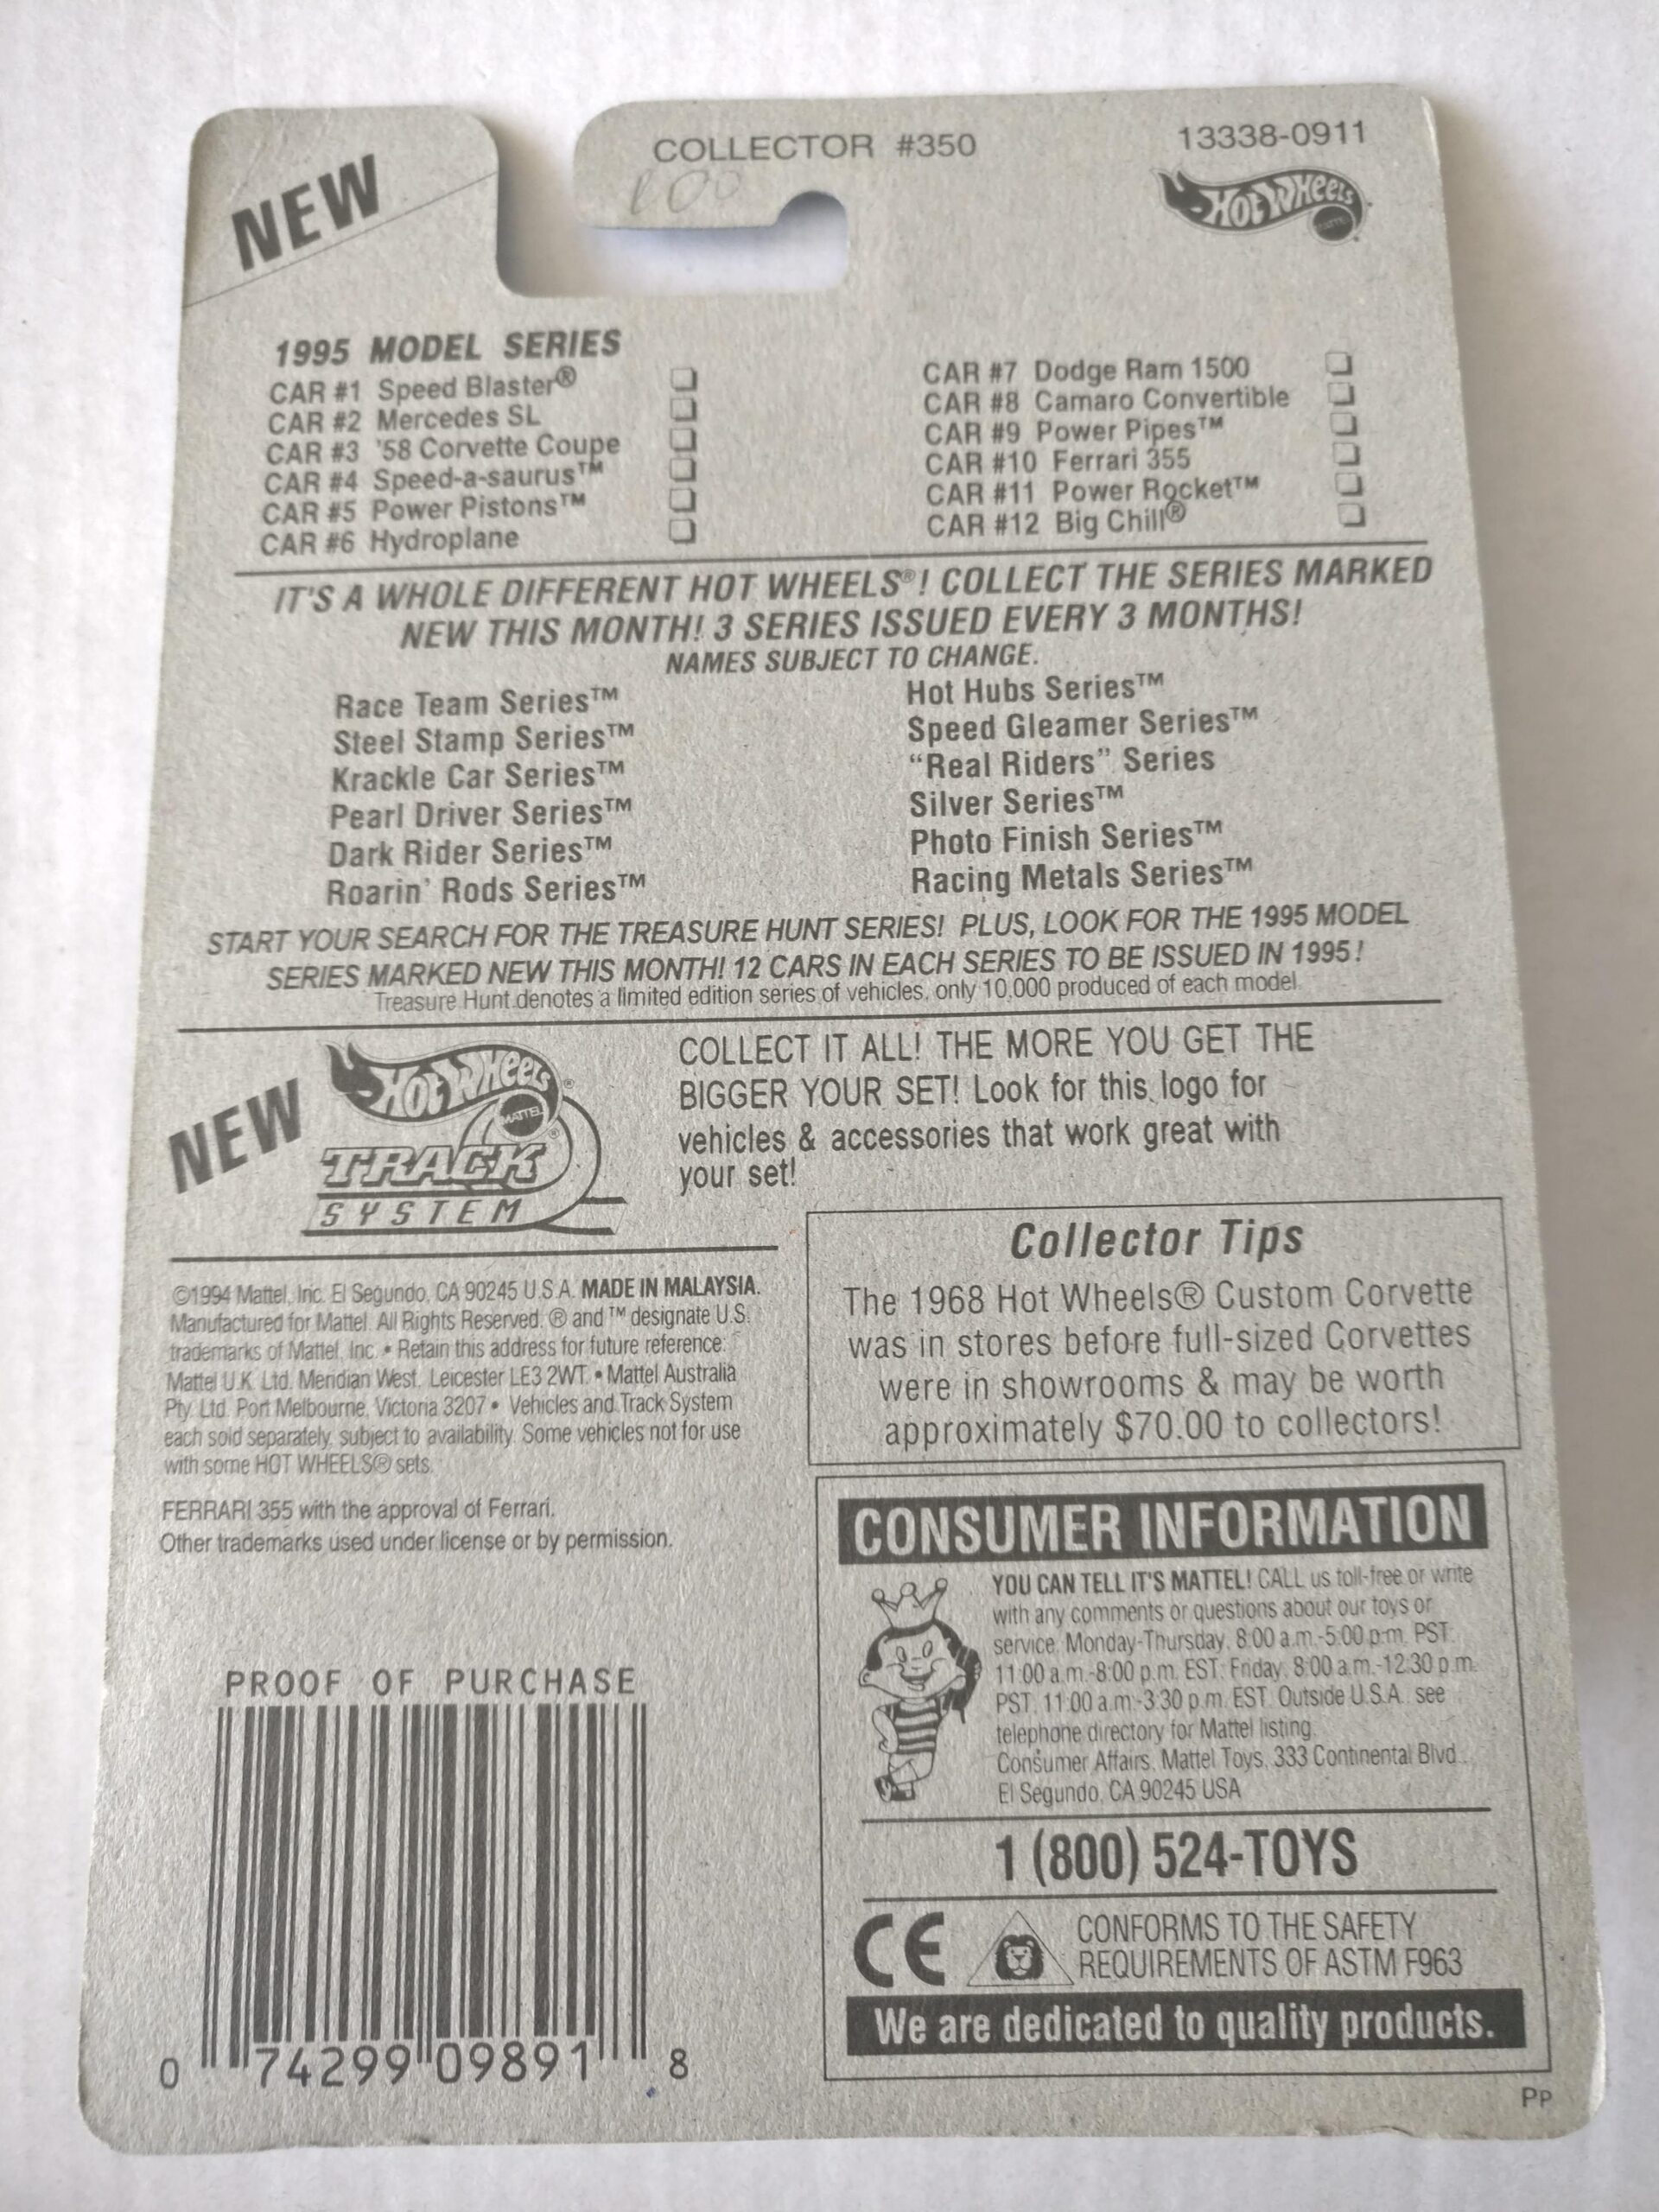 NEW
COLLECTOR #350
13338-0911
HOT WHEELS
1995 MODEL SERIES
CAR #1 Speed Blaster®
CAR #2 Mercedes SL
CAR #3 '58 Corvette Coupe
CAR #4 Speed-a-saurus™
CAR #5 Power Pistons™
CAR #6 Hydroplane
CAR #7 Dodge Ram 1500
CAR #8 Camaro Convertible
CAR #9 Power Pipes™
CAR #10 Ferrari 355
CAR #11 Power Rocket™
CAR #12 Big Chill®
IT'S A WHOLE DIFFERENT HOT WHEELS®! COLLECT THE SERIES MARKED
NEW THIS MONTH! 3 SERIES ISSUED EVERY 3 MONTHS!
NAMES SUBJECT TO CHANGE.
Race Team Series™
Steel Stamp Series™
Krackle Car Series™
Pearl Driver Series™
Dark Rider Series™
Roarin' Rods Series™
Hot Hubs Series™
Speed Gleamer Series™
“Real Riders” Series
Silver Series™
Photo Finish Series™
Racing Metals Series™
START YOUR SEARCH FOR THE TREASURE HUNT SERIES! PLUS, LOOK FOR THE 1995 MODEL
SERIES MARKED NEW THIS MONTH! 12 CARS IN EACH SERIES TO BE ISSUED IN 1995!
Treasure Hunt denotes a limited edition series of vehicles, only 10,000 produced of each model.
NEW
HOT WHEELS®
MATTEL®
TRACK
SYSTEM
COLLECT IT ALL! THE MORE YOU GET THE
BIGGER YOUR SET! Look for this logo for
vehicles & accessories that work great with
your set!
©1994 Mattel, Inc. El Segundo, CA 90245 U.S.A. MADE IN MALAYSIA.
Manufactured for Mattel. All Rights Reserved. ® and ™ designate U.S.
trademarks of Mattel, Inc. • Retain this address for future reference:
Mattel U.K. Ltd. Meridian West, Leicester LE3 2WT. • Mattel Australia
Pty. Ltd. Port Melbourne, Victoria 3207 • Vehicles and Track System
each sold separately, subject to availability. Some vehicles not for use
with some HOT WHEELS® sets.
FERRARI 355 with the approval of Ferrari.
Other trademarks used under license or by permission.
Collector Tips
The 1968 Hot Wheels® Custom Corvette
was in stores before full-sized Corvettes
were in showrooms & may be worth
approximately $70.00 to collectors!
CONSUMER INFORMATION
YOU CAN TELL IT'S MATTEL! CALL us toll-free or write
with any comments or questions about our toys or
service. Monday-Thursday, 8:00 a.m.-5:00 p.m. PST.
11:00 a.m.-8:00 p.m. EST: Friday, 8:00 a.m.-12:30 p.m.
PST. 11:00 a.m.-3:30 p.m. EST. Outside U.S.A., see
telephone directory for Mattel listing.
Consumer Affairs, Mattel Toys, 333 Continental Blvd.,
El Segundo, CA 90245 USA
1 (800) 524-TOYS
CE
CONFORMS TO THE SAFETY
REQUIREMENTS OF ASTM F963
We are dedicated to quality products.
PROOF OF PURCHASE
0 74299 09891 8
PP